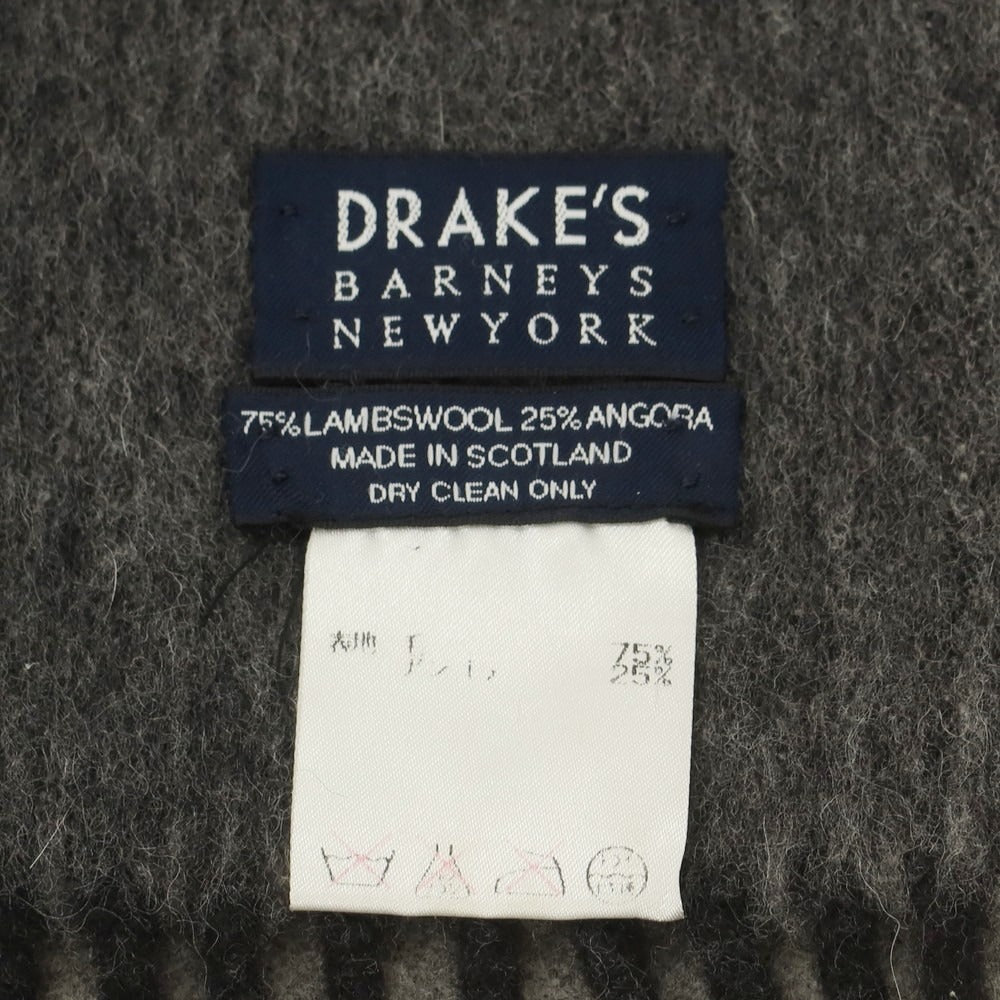 DRAKE'S
BARNEYS
NEWYORK
75% LAMBSWOOL 25% ANGORA
MADE IN SCOTLAND
DRY CLEAN ONLY
75%
25%